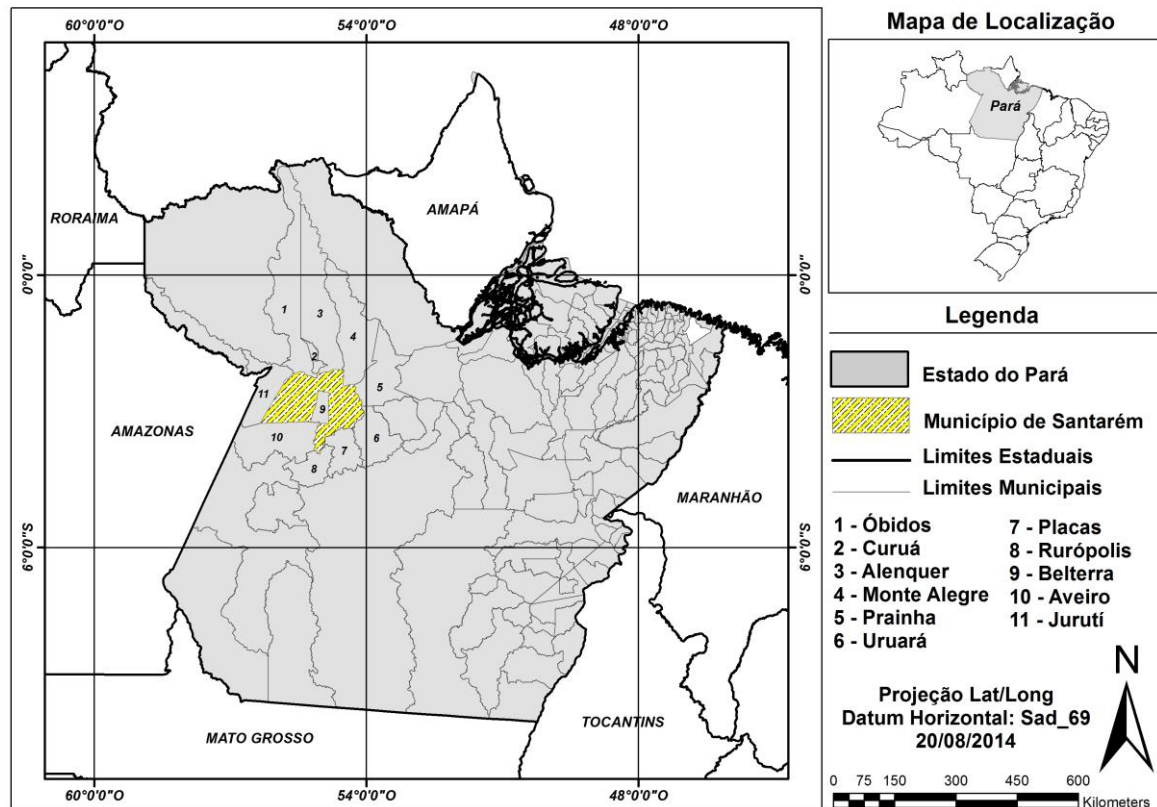 60°0'0"O 54°0'0"O 48°0'0"O
Mapa de Localização
Pará
RORAIMA
AMAPÁ
0°0'0" 0°0'0"
1
3
4
2
5
11
9
AMAZONAS
10
6
7
8
MARANHÃO
6°0'0"S 6°0'0"S
MATO GROSSO
TOCANTINS
60°0'0"O 54°0'0"O 48°0'0"O
Legenda
Estado do Pará
Município de Santarém
Limites Estaduais
Limites Municipais
1 - Óbidos
2 - Curuá
3 - Alenquer
4 - Monte Alegre
5 - Prainha
6 - Uruará
7 - Placas
8 - Rurópolis
9 - Belterra
10 - Aveiro
11 - Jurutí
N
Projeção Lat/Long
Datum Horizontal: Sad_69
20/08/2014
0 75 150 300 450 600
Kilometers